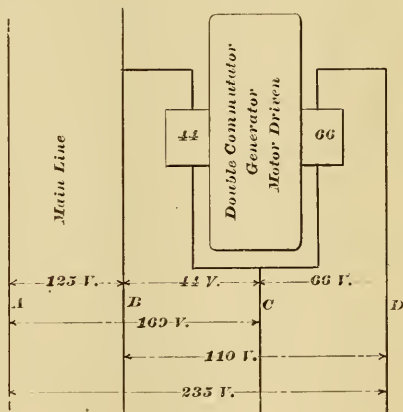 Main Line
44
Double Commutator
Generator
Motor Driven
66
125 V.
44 V.
66 V.
A
B
C
D
169 V.
110 V.
235 V.